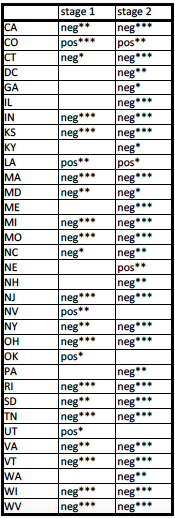 stage 1 stage 2
CA neg** neg***
CO pos*** pos**
CT neg* neg***
DC neg**
GA neg*
IL neg***
IN neg*** neg***
KS neg*** neg***
KY neg*
LA pos** pos*
MA neg*** neg***
MD neg** neg*
ME neg***
MI neg*** neg***
MO neg*** neg***
NC neg* neg**
NE pos**
NH neg**
NJ neg*** neg***
NV pos**
NY neg** neg***
OH neg*** neg***
OK pos*
PA neg**
RI neg*** neg***
SD neg** neg***
TN neg*** neg***
UT pos*
VA neg** neg***
VT neg*** neg***
WA neg**
WI neg*** neg***
WV neg*** neg***